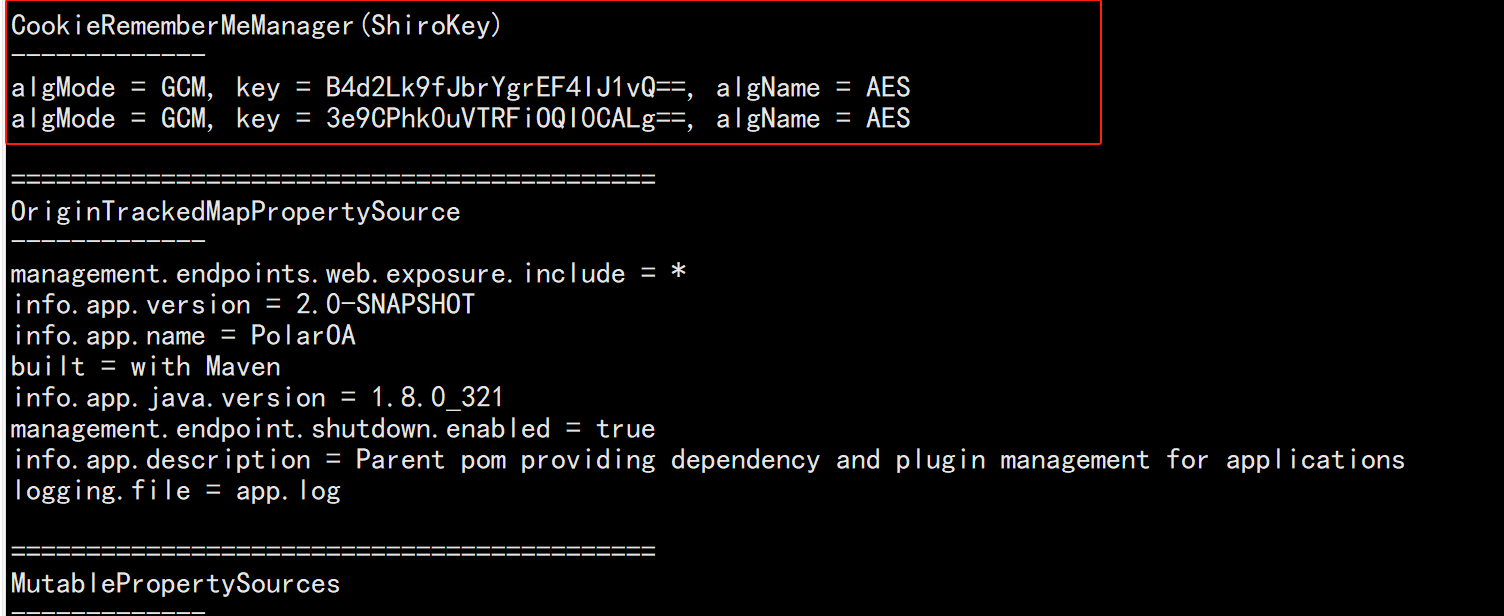 CookieRememberMeManager(ShiroKey)
-------------
algMode = GCM, key = B4d2Lk9fJbrYgrEF4lJ1vQ==, algName = AES
algMode = GCM, key = 3e9CPhk0uVTRFiOQl0CALg==, algName = AES
===========================================
OriginTrackedMapPropertySource
-------------
management.endpoints.web.exposure.include = *
info.app.version = 2.0-SNAPSHOT
info.app.name = PolarOA
built = with Maven
info.app.java.version = 1.8.0_321
management.endpoint.shutdown.enabled = true
info.app.description = Parent pom providing dependency and plugin management for applications
logging.file = app.log
===========================================
MutablePropertySources
-------------